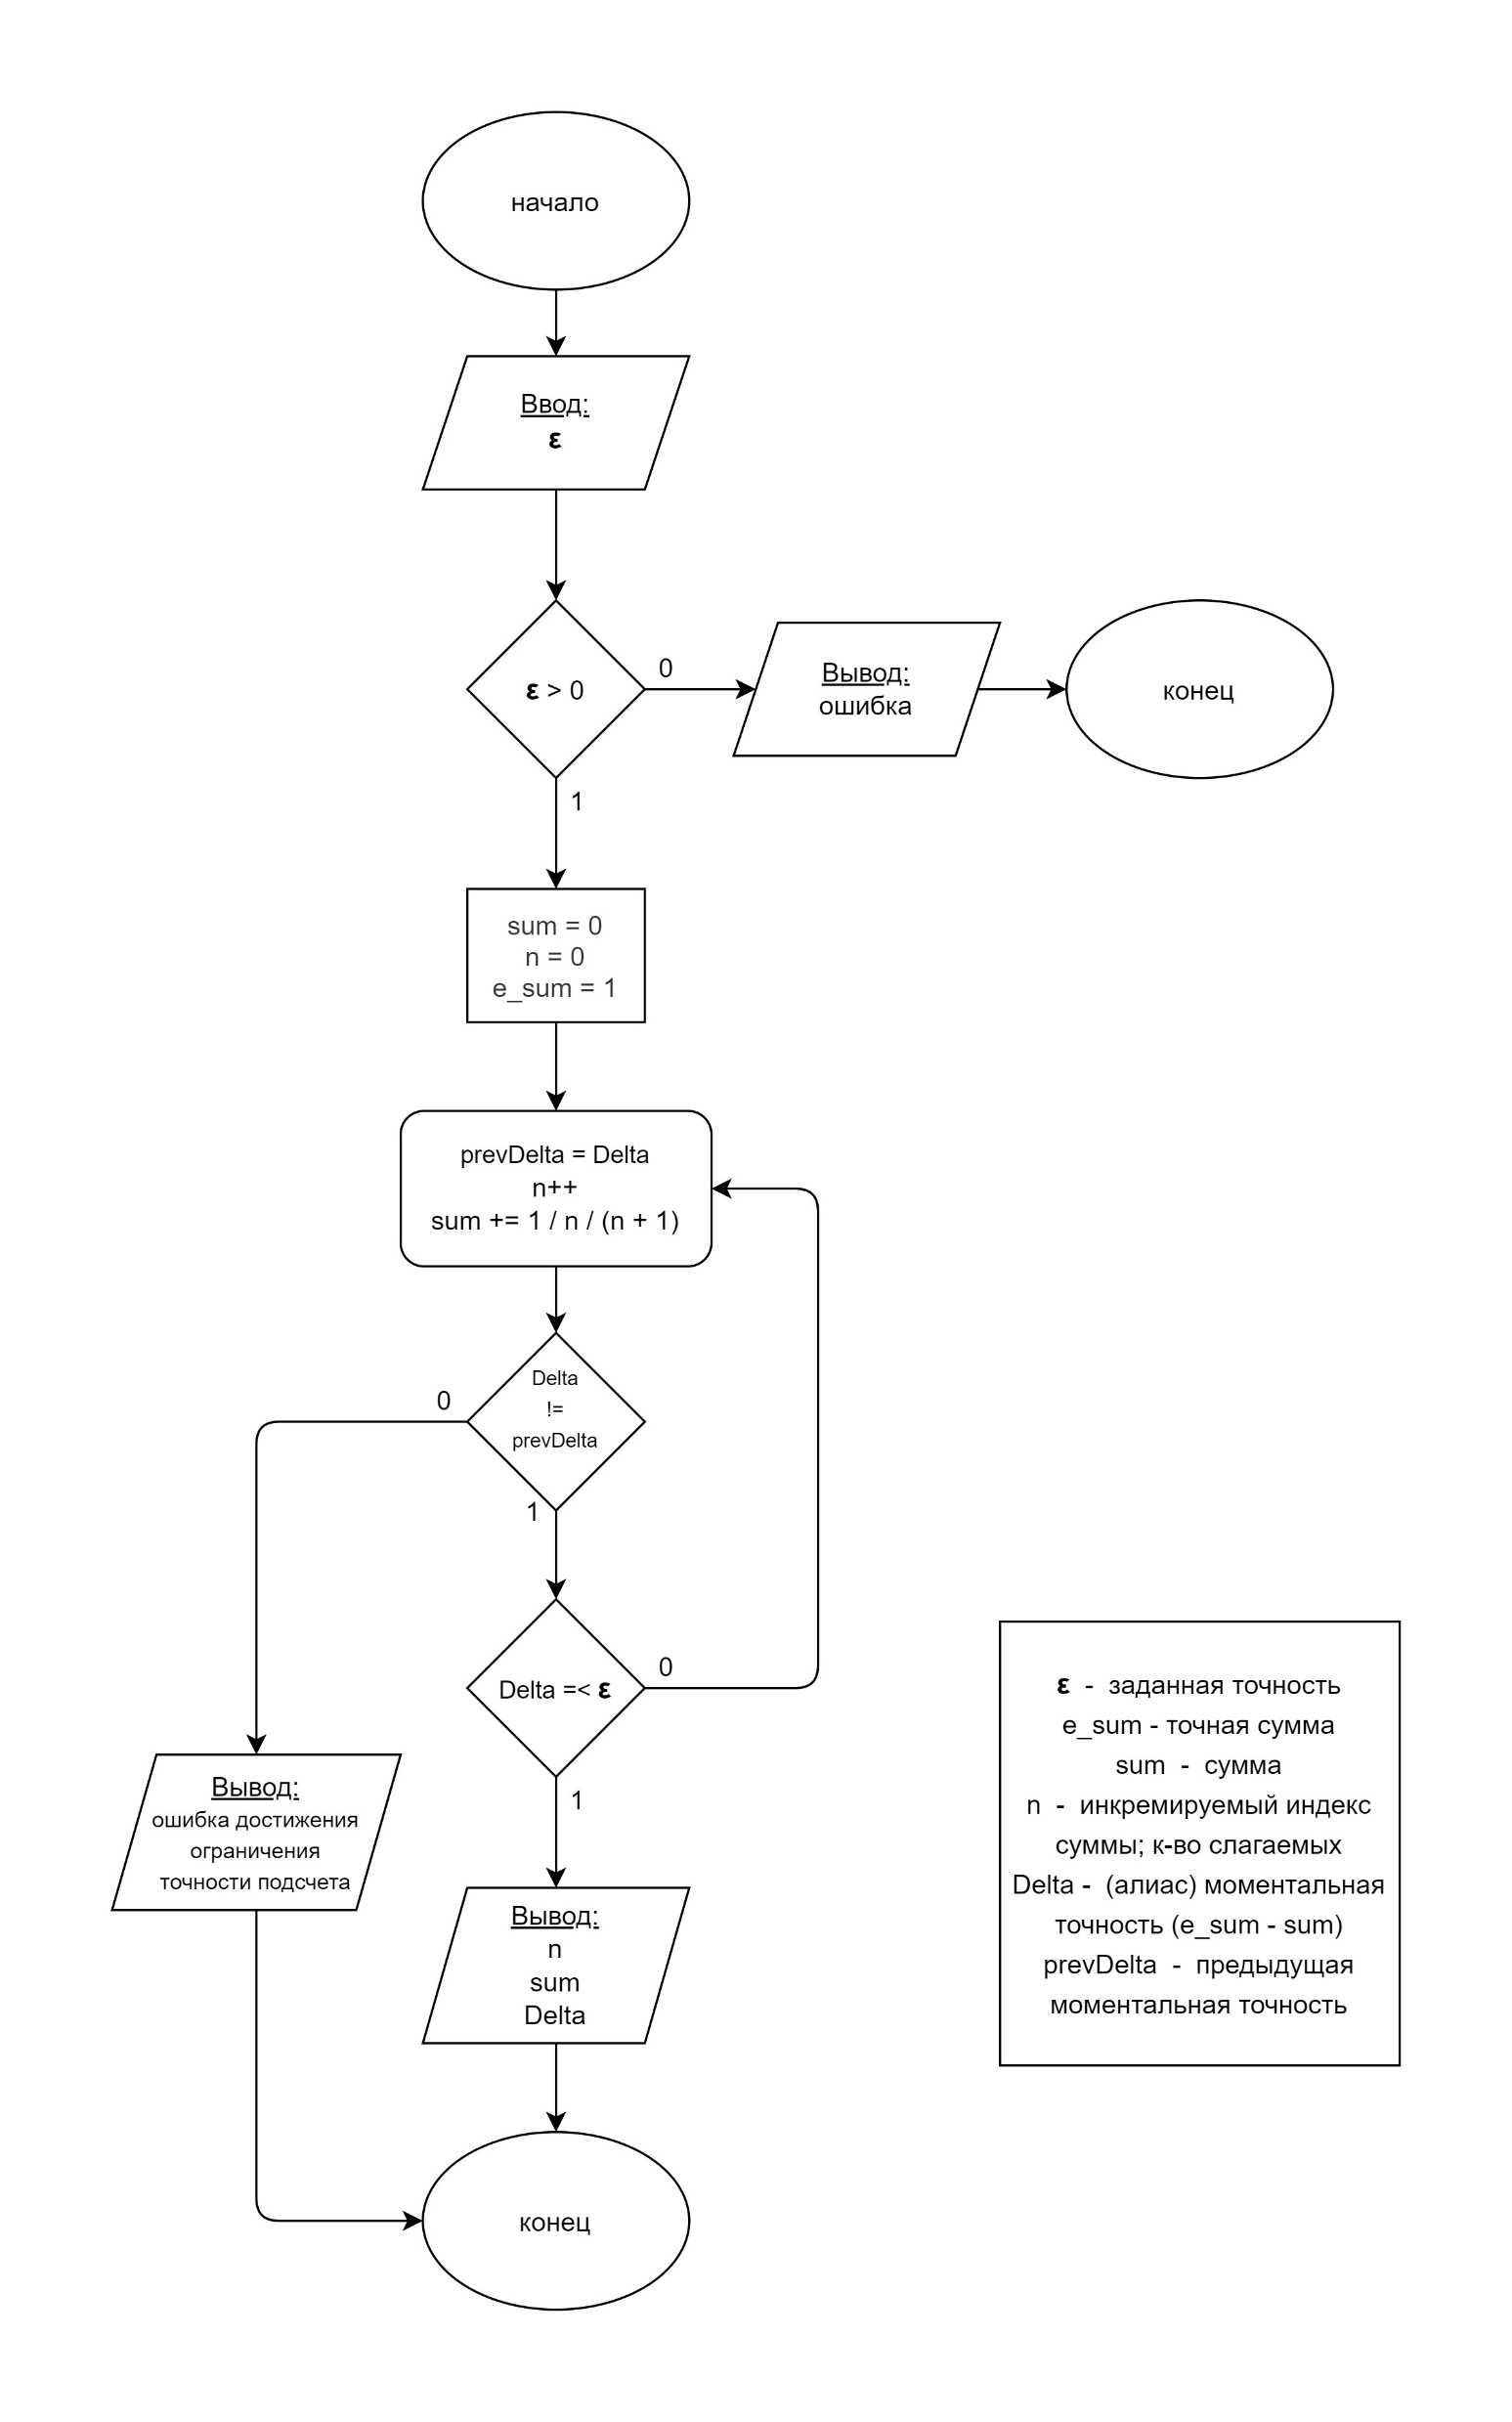 начало
Ввод:
ε
ε > 0
0
Вывод:
ошибка
конец
1
sum = 0
n = 0
e_sum = 1
prevDelta = Delta
n++
sum += 1 / n / (n + 1)
Delta
!=
prevDelta
0
1
Delta =< ε
0
1
Вывод:
ошибка достижения
ограничения
точности подсчета
Вывод:
n
sum
Delta
конец
ε - заданная точность
e_sum - точная сумма
sum - сумма
n - инкремируемый индекс
суммы; к-во слагаемых
Delta - (алиас) моментальная
точность (e_sum - sum)
prevDelta - предыдущая
моментальная точность